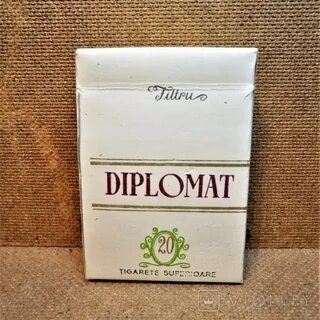 Filtru
DIPLOMAT
20
ȚIGARETE SUPERIOARE